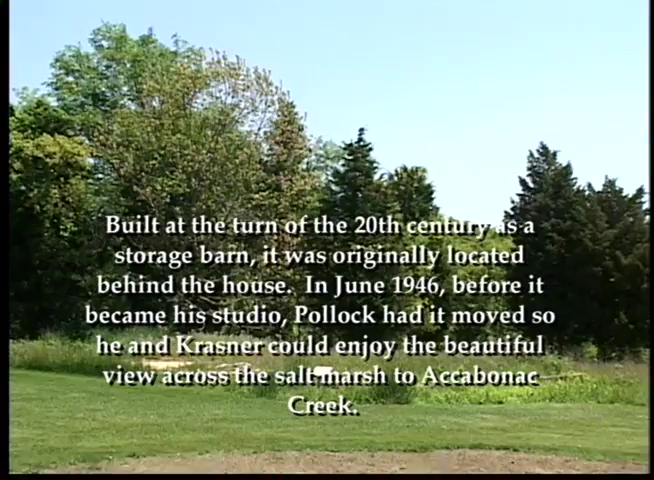 Built at the turn of the 20th century as a
storage barn, it was originally located
behind the house.  In June 1946, before it
became his studio, Pollock had it moved so
he and Krasner could enjoy the beautiful
view across the salt marsh to Accabonac
Creek.